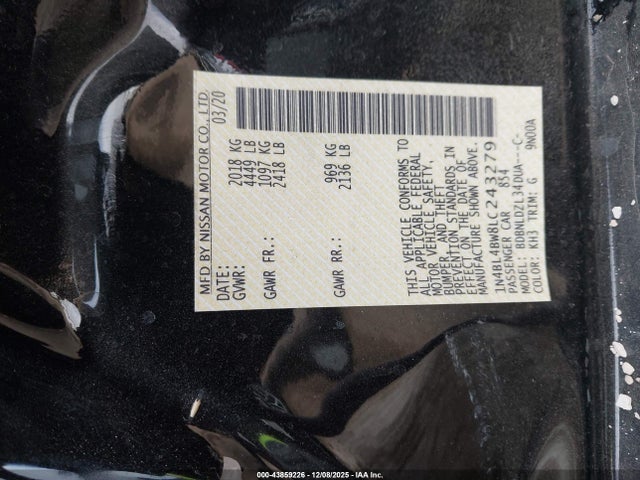 MFD BY NISSAN MOTOR CO., LTD.
DATE: 03/20
GVWR: 2018 KG
4449 LB
GAWR FR.: 1097 KG
2418 LB
GAWR RR.: 969 KG
2136 LB
THIS VEHICLE CONFORMS TO
ALL APPLICABLE FEDERAL
MOTOR VEHICLE SAFETY,
BUMPER, AND THEFT
PREVENTION STANDARDS IN
EFFECT ON THE DATE OF
MANUFACTURE SHOWN ABOVE.
1N4BL4BW8LC243279
PASSENGER CAR 854
MODEL: BDBNLDZL34DUA---C-
COLOR: KH3 TRIM: G 9N00A
000-43859226 - 12/08/2025 - IAA Inc.